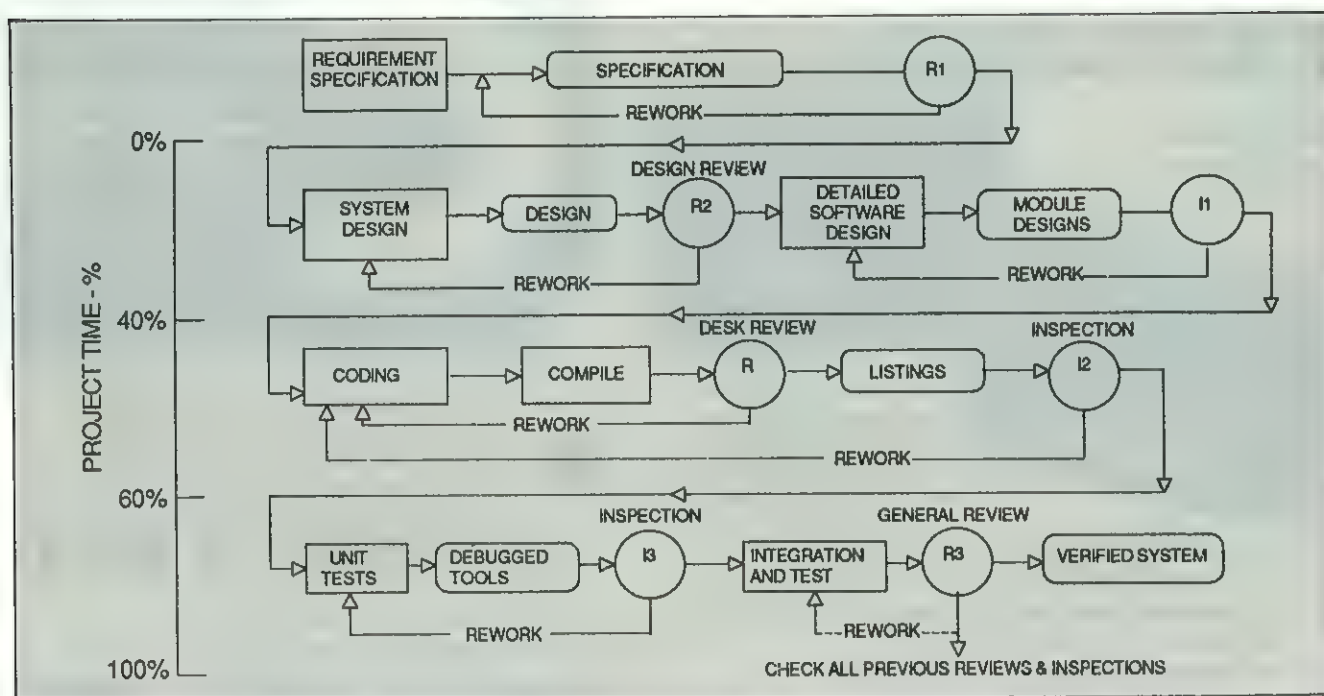 REQUIREMENT
SPECIFICATION
SPECIFICATION
R1
REWORK
0%
DESIGN REVIEW
SYSTEM
DESIGN
DESIGN
R2
DETAILED
SOFTWARE
DESIGN
MODULE
DESIGNS
I1
REWORK
REWORK
PROJECT TIME - %
40%
DESK REVIEW
INSPECTION
CODING
COMPILE
R
LISTINGS
I2
REWORK
REWORK
60%
INSPECTION
GENERAL REVIEW
UNIT
TESTS
DEBUGGED
TOOLS
I3
INTEGRATION
AND TEST
R3
VERIFIED SYSTEM
REWORK
REWORK
100%
CHECK ALL PREVIOUS REVIEWS & INSPECTIONS